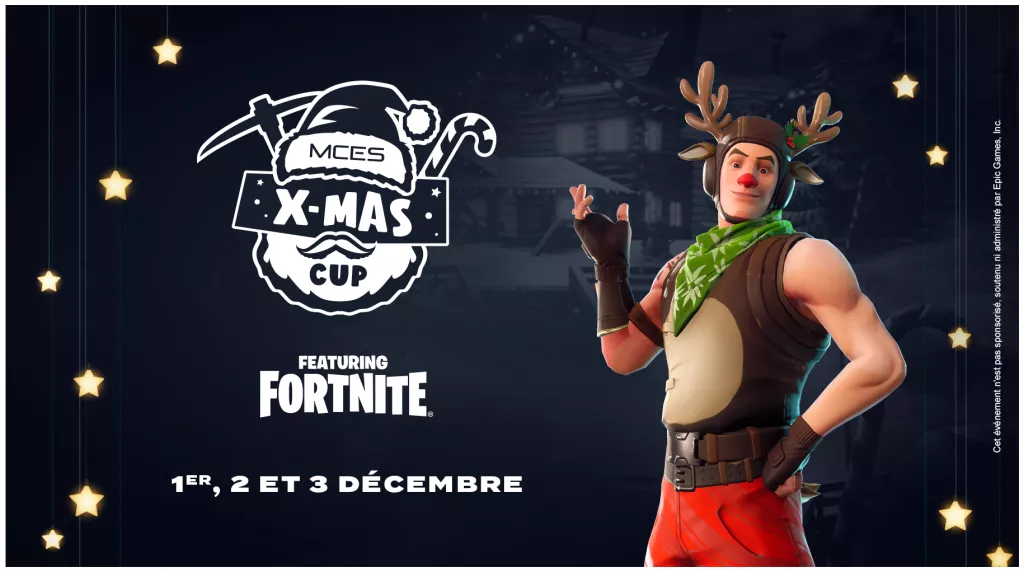 MCES
X-MAS
CUP
FEATURING
FORTNITE
1ER, 2 ET 3 DÉCEMBRE
Cet événement n'est pas sponsorisé, soutenu ni administré par Epic Games, Inc.